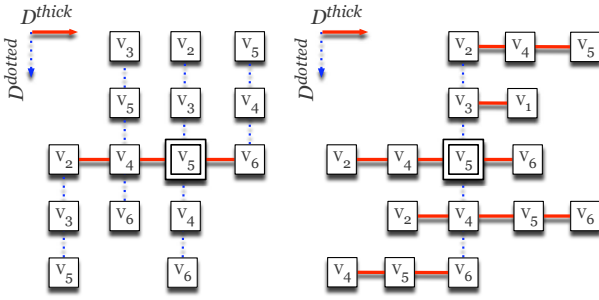 D^thick D^thick
D^dotted D^dotted
V₃ V₂ V₅ V₂ V₄ V₅
V₅ V₃ V₄ V₃ V₁
V₂ V₄ V₅ V₆ V₂ V₄ V₅ V₆
V₃ V₆ V₄ V₂ V₄ V₅ V₆
V₅ V₆ V₄ V₅ V₆